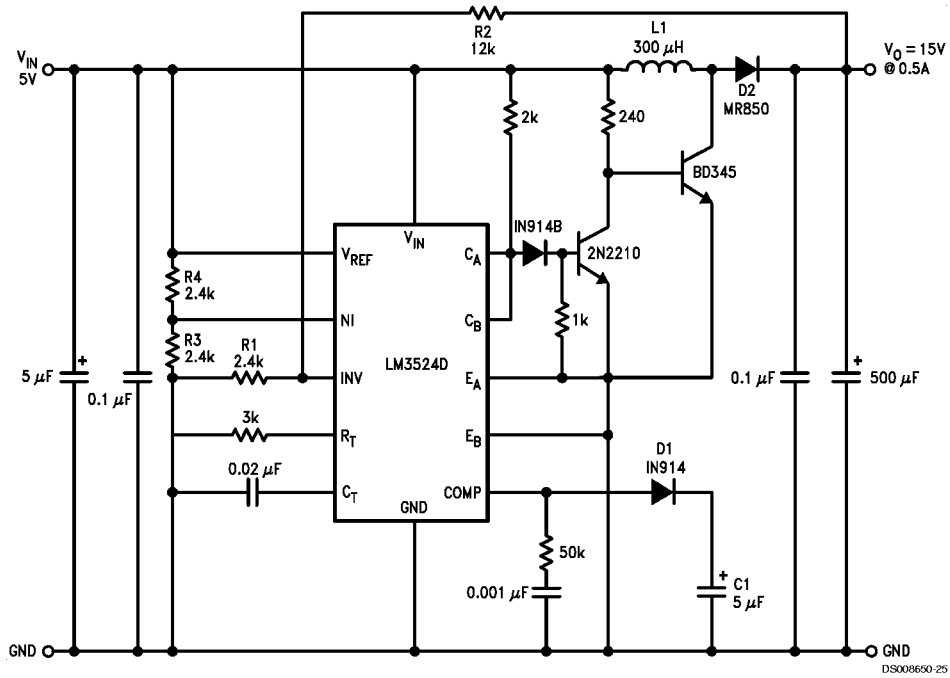 R2
12k
L1
300 μH
V_IN
5V
V_O = 15V
@ 0.5A
D2
MR850
2k
240
BD345
V_IN
IN914B
2N2210
V_REF
C_A
R4
2.4k
NI
C_B
1k
R3
2.4k
R1
2.4k
LM3524D
5 μF
+
0.1 μF
INV
E_A
0.1 μF
+
500 μF
3k
R_T
E_B
D1
IN914
0.02 μF
C_T
COMP
GND
50k
0.001 μF
+
C1
5 μF
GND
GND
DS008650-25